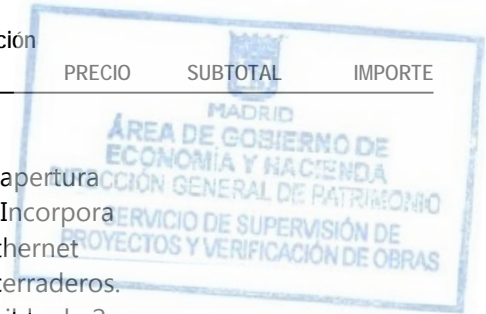 ción
PRECIO SUBTOTAL IMPORTE
MADRID
ÁREA DE GOBIERNO DE
ECONOMÍA Y HACIENDA
DIRECCIÓN GENERAL DE PATRIMONIO
SERVICIO DE SUPERVISIÓN DE
PROYECTOS Y VERIFICACIÓN DE OBRAS
apertura
Incorpora
hernet
erraderos.